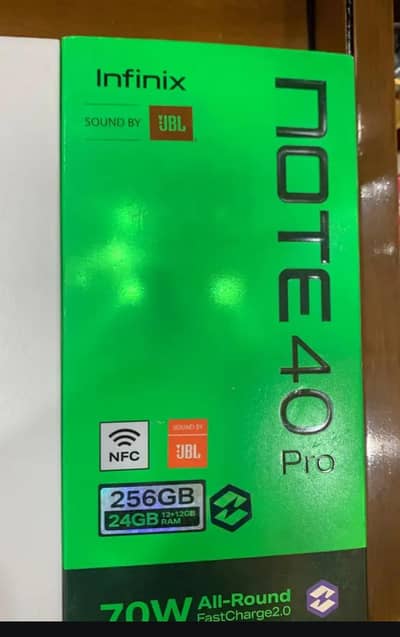 Infinix
SOUND BY JBL
NOTE 40
Pro
NFC
SOUND BY
JBL
256GB
24GB 12+12GB
RAM
70W All-Round
FastCharge2.0